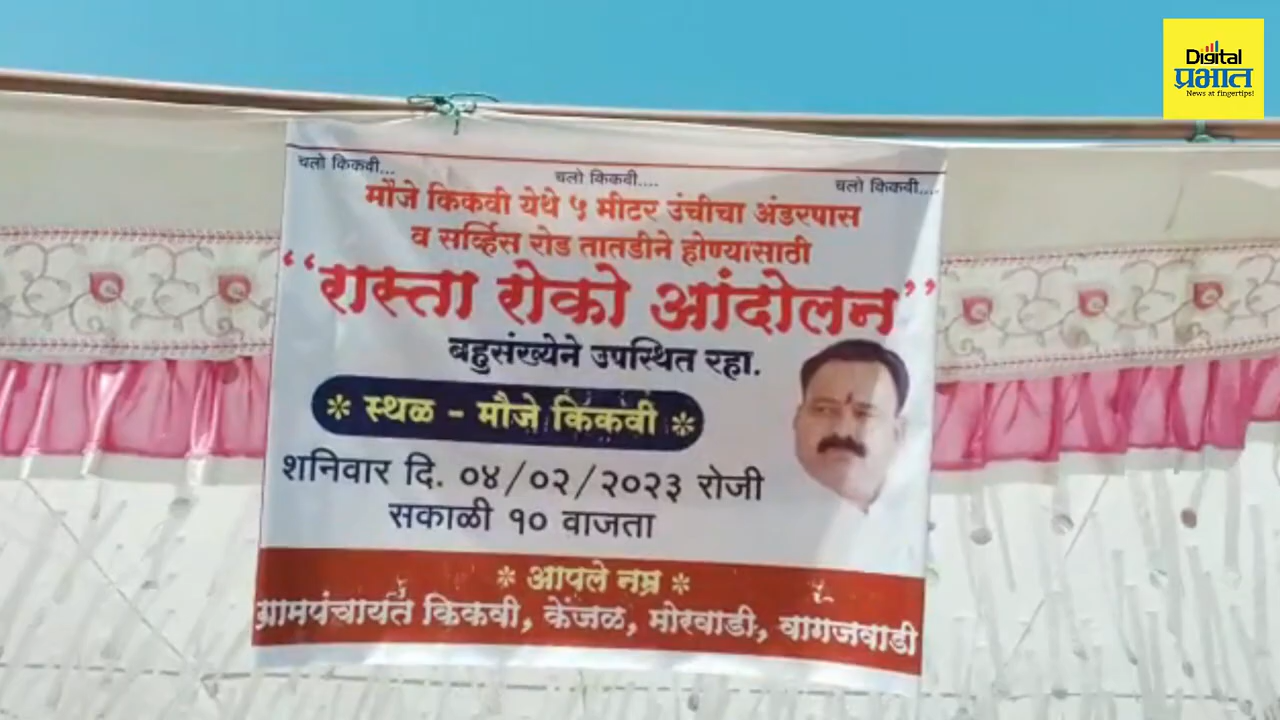 Digital
प्रभात
News at fingertips!
चलो किकवी... चलो किकवी.... चलो किकवी....
मौजे किकवी येथे ५ मीटर उंचीचा अंडरपास
व सर्व्हिस रोड तातडीने होण्यासाठी
“रास्ता रोको आंदोलन”
बहुसंख्येने उपस्थित रहा.
* स्थळ - मौजे किकवी *
शनिवार दि. ०४/०२/२०२३ रोजी
सकाळी १० वाजता
* आपले नम्र *
ग्रामपंचायत किकवी, केंजळ, मोरवाडी, वागजवाडी